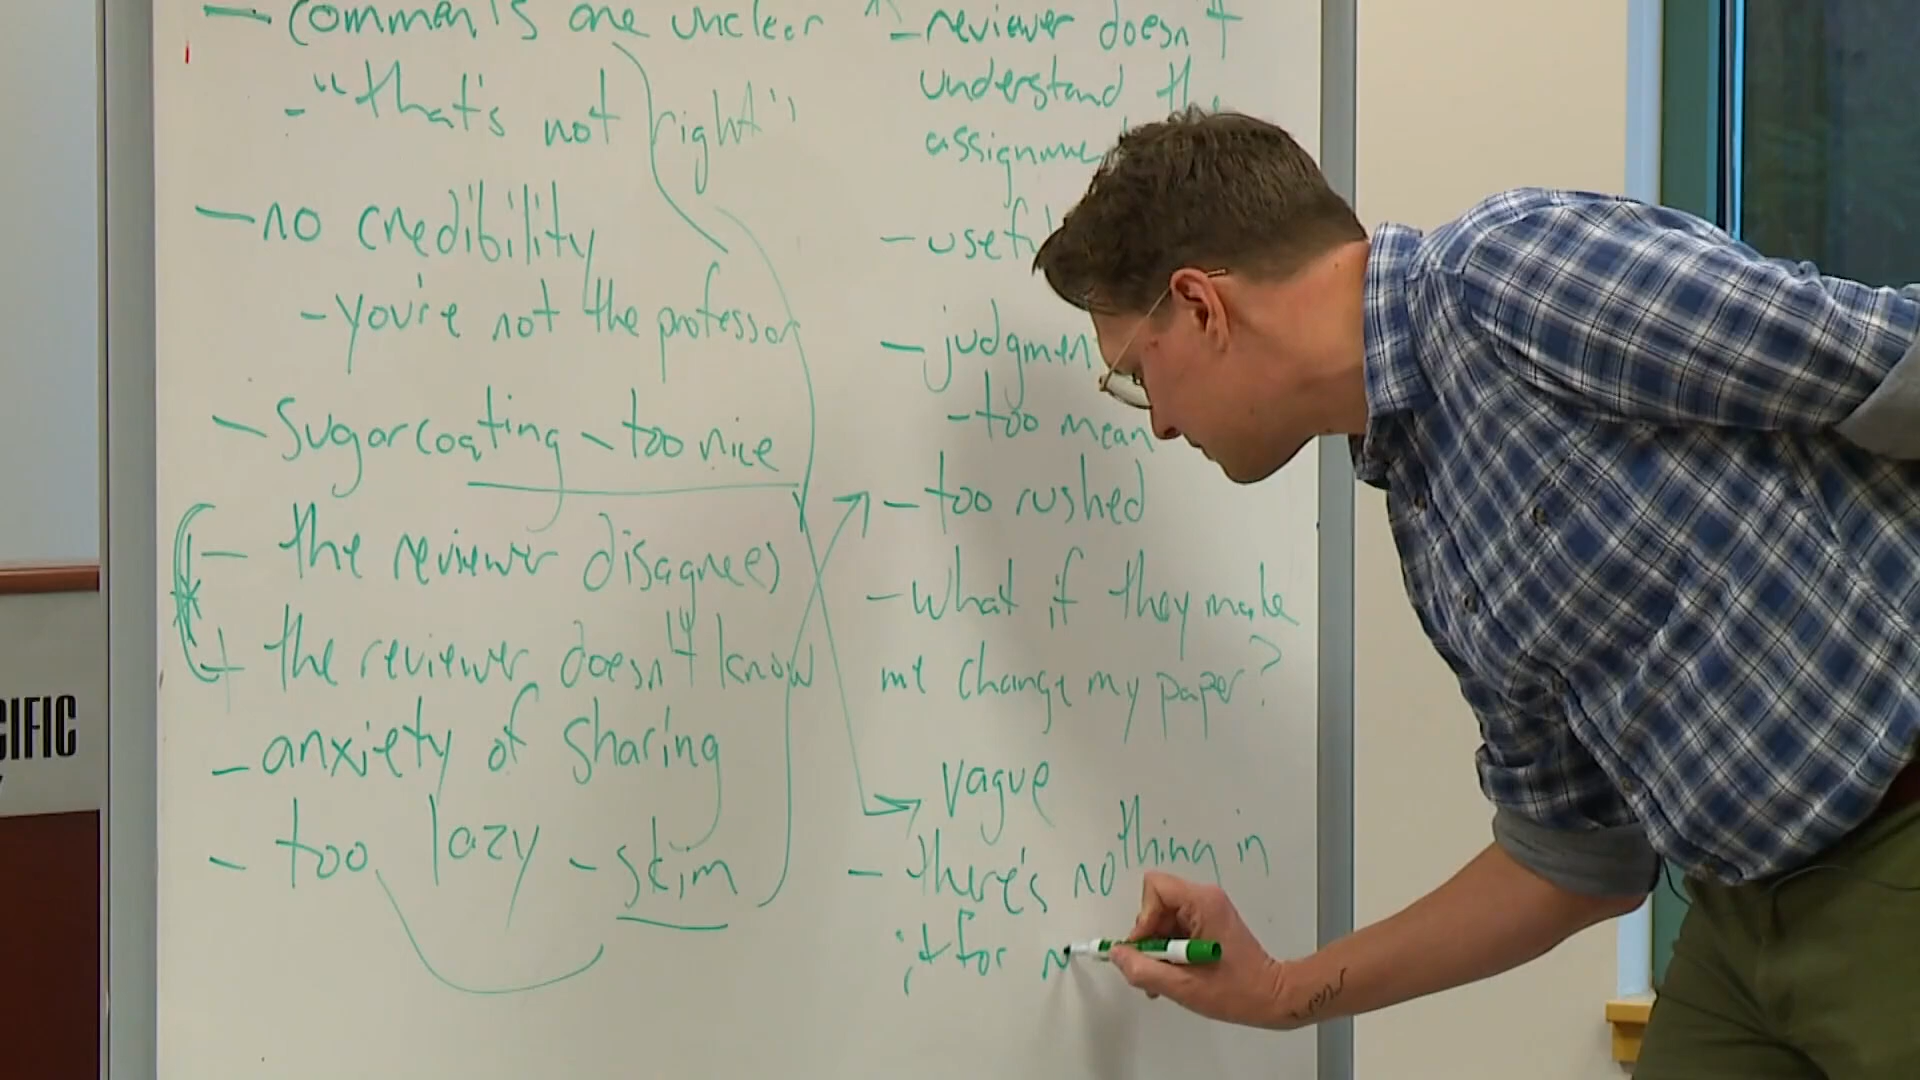 - comments are unclear
- "that's not right"
- no credibility
- you're not the professor
- Sugarcoating - too nice
- the reviewer disagrees
- the reviewer doesn't know
- anxiety of sharing
- too lazy - skim
- reviewer doesn't
understand
- judgmen
- too mean
- too rushed
- What if they make
me change my paper?
vague
- there's nothing in
it for
CIFIC